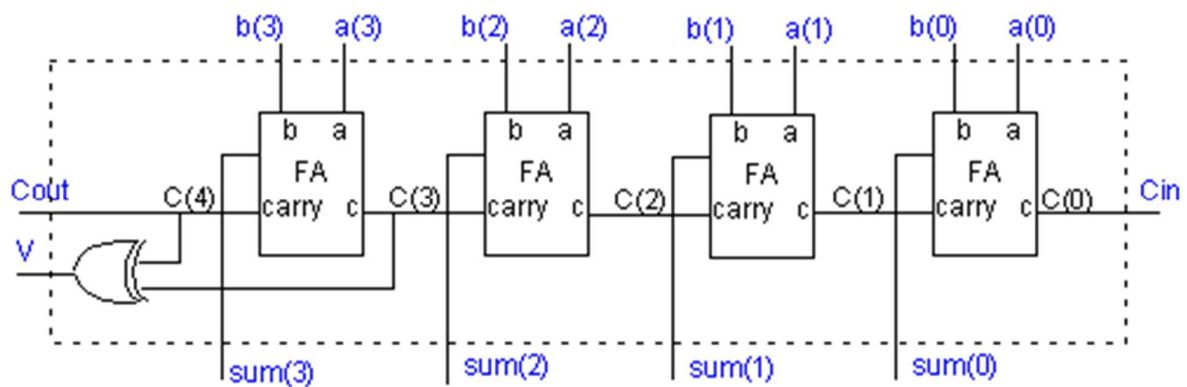 b(3) a(3) b(2) a(2) b(1) a(1) b(0) a(0)
b a b a b a b a
FA FA FA FA
Cout C(4) carry c C(3) carry c C(2) carry c C(1) carry c C(0) Cin
V
sum(3) sum(2) sum(1) sum(0)